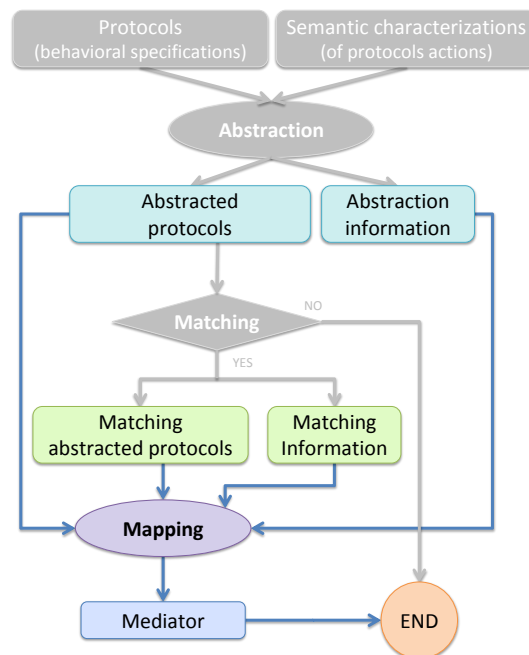 Protocols
(behavioral specifications)
Semantic characterizations
(of protocols actions)
Abstraction
Abstracted
protocols
Abstraction
information
Matching
NO
YES
Matching
abstracted protocols
Matching
Information
Mapping
Mediator
END